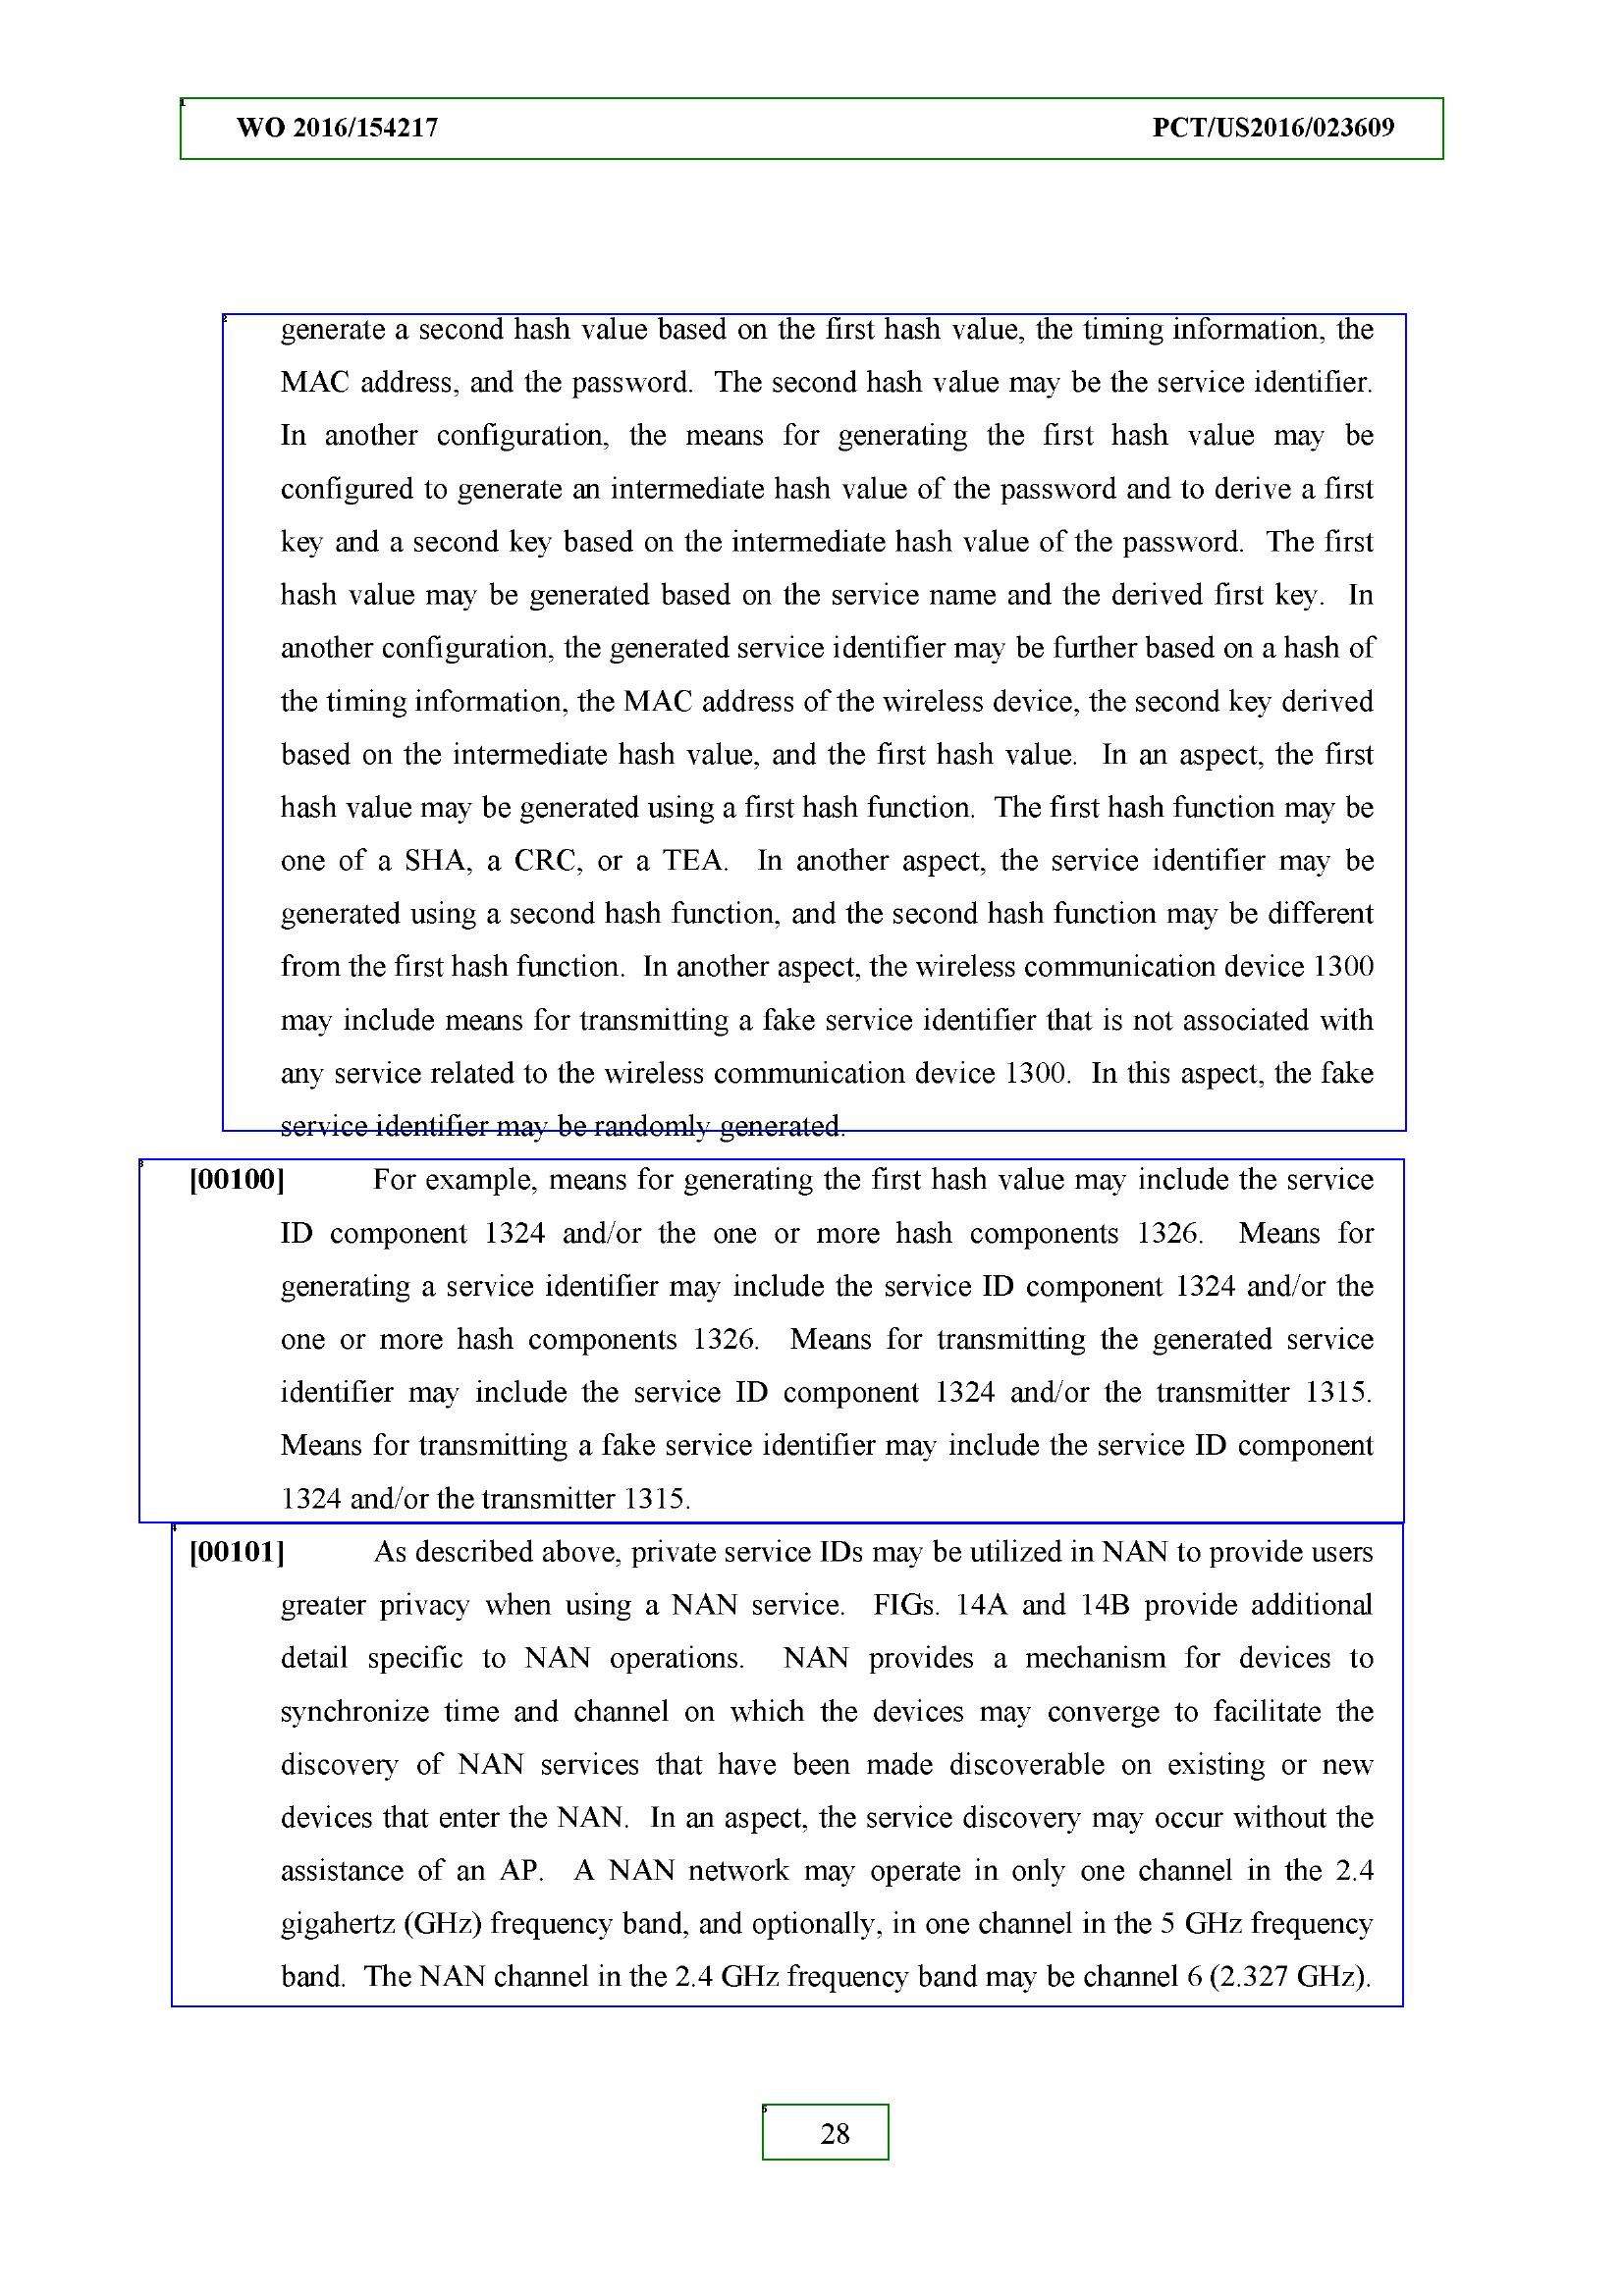 WO 2016/154217 PCT/US2016/023609
generate a second hash value based on the first hash value, the timing information, the
MAC address, and the password. The second hash value may be the service identifier.
In another configuration, the means for generating the first hash value may be
configured to generate an intermediate hash value of the password and to derive a first
key and a second key based on the intermediate hash value of the password. The first
hash value may be generated based on the service name and the derived first key. In
another configuration, the generated service identifier may be further based on a hash of
the timing information, the MAC address of the wireless device, the second key derived
based on the intermediate hash value, and the first hash value. In an aspect, the first
hash value may be generated using a first hash function. The first hash function may be
one of a SHA, a CRC, or a TEA. In another aspect, the service identifier may be
generated using a second hash function, and the second hash function may be different
from the first hash function. In another aspect, the wireless communication device 1300
may include means for transmitting a fake service identifier that is not associated with
any service related to the wireless communication device 1300. In this aspect, the fake
service identifier may be randomly generated.
[00100] For example, means for generating the first hash value may include the service
ID component 1324 and/or the one or more hash components 1326. Means for
generating a service identifier may include the service ID component 1324 and/or the
one or more hash components 1326. Means for transmitting the generated service
identifier may include the service ID component 1324 and/or the transmitter 1315.
Means for transmitting a fake service identifier may include the service ID component
1324 and/or the transmitter 1315.
[00101] As described above, private service IDs may be utilized in NAN to provide users
greater privacy when using a NAN service. FIGs. 14A and 14B provide additional
detail specific to NAN operations. NAN provides a mechanism for devices to
synchronize time and channel on which the devices may converge to facilitate the
discovery of NAN services that have been made discoverable on existing or new
devices that enter the NAN. In an aspect, the service discovery may occur without the
assistance of an AP. A NAN network may operate in only one channel in the 2.4
gigahertz (GHz) frequency band, and optionally, in one channel in the 5 GHz frequency
band. The NAN channel in the 2.4 GHz frequency band may be channel 6 (2.327 GHz).
28